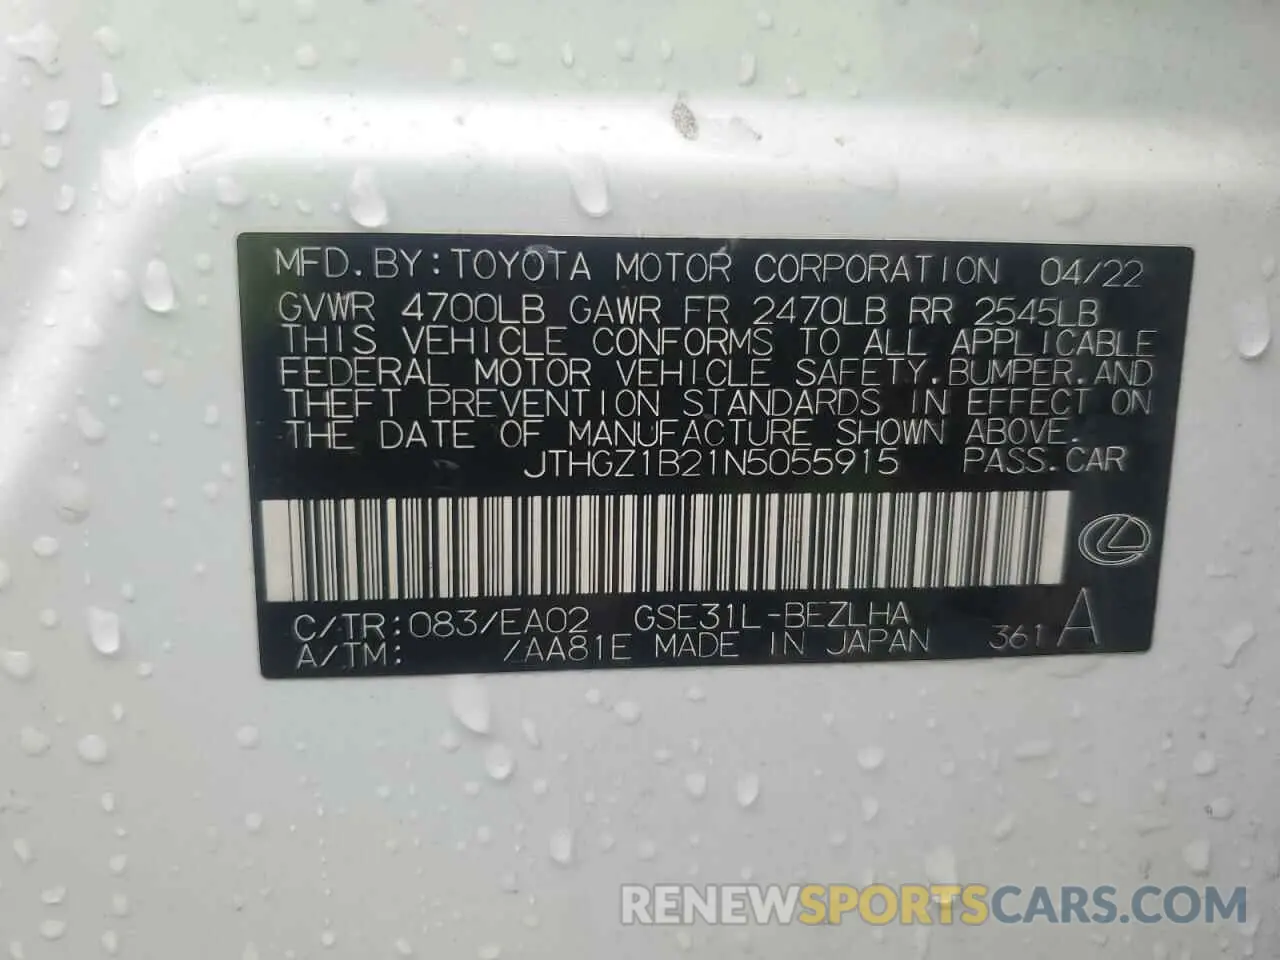 MFD.BY:TOYOTA MOTOR CORPORATION 04/22
GVWR 4700LB GAWR FR 2470LB RR 2545LB
THIS VEHICLE CONFORMS TO ALL APPLICABLE
FEDERAL MOTOR VEHICLE SAFETY.BUMPER.AND
THEFT PREVENTION STANDARDS IN EFFECT ON
THE DATE OF MANUFACTURE SHOWN ABOVE.
JTHGZ1B21N5055915 PASS.CAR
C/TR:083/EA02 GSE31L-BEZLHA
A/TM: /AA81E MADE IN JAPAN 361 A
RENEWSPORTSCARS.COM